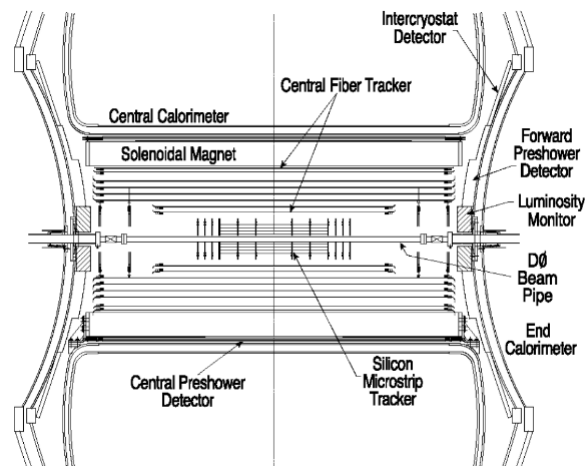 Intercryostat
Detector
Central Fiber Tracker
Central Calorimeter
Solenoidal Magnet
Forward
Preshower
Detector
Luminosity
Monitor
DØ
Beam
Pipe
End
Calorimeter
Silicon
Microstrip
Tracker
Central Preshower
Detector